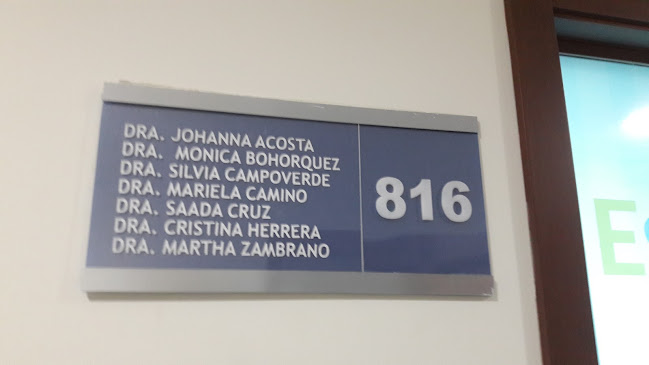 DRA. JOHANNA ACOSTA
DRA. MONICA BOHORQUEZ
DRA. SILVIA CAMPOVERDE
DRA. MARIELA CAMINO
DRA. SAADA CRUZ
DRA. CRISTINA HERRERA
DRA. MARTHA ZAMBRANO
816